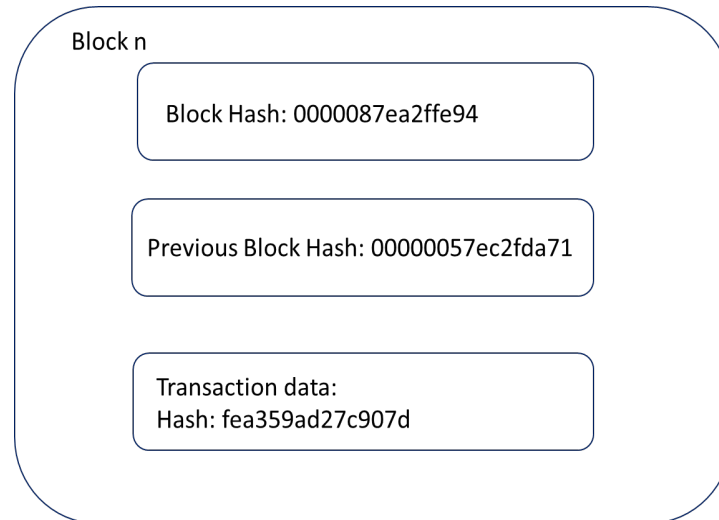 Block n
Block Hash: 0000087ea2ffe94
Previous Block Hash: 00000057ec2fda71
Transaction data:
Hash: fea359ad27c907d